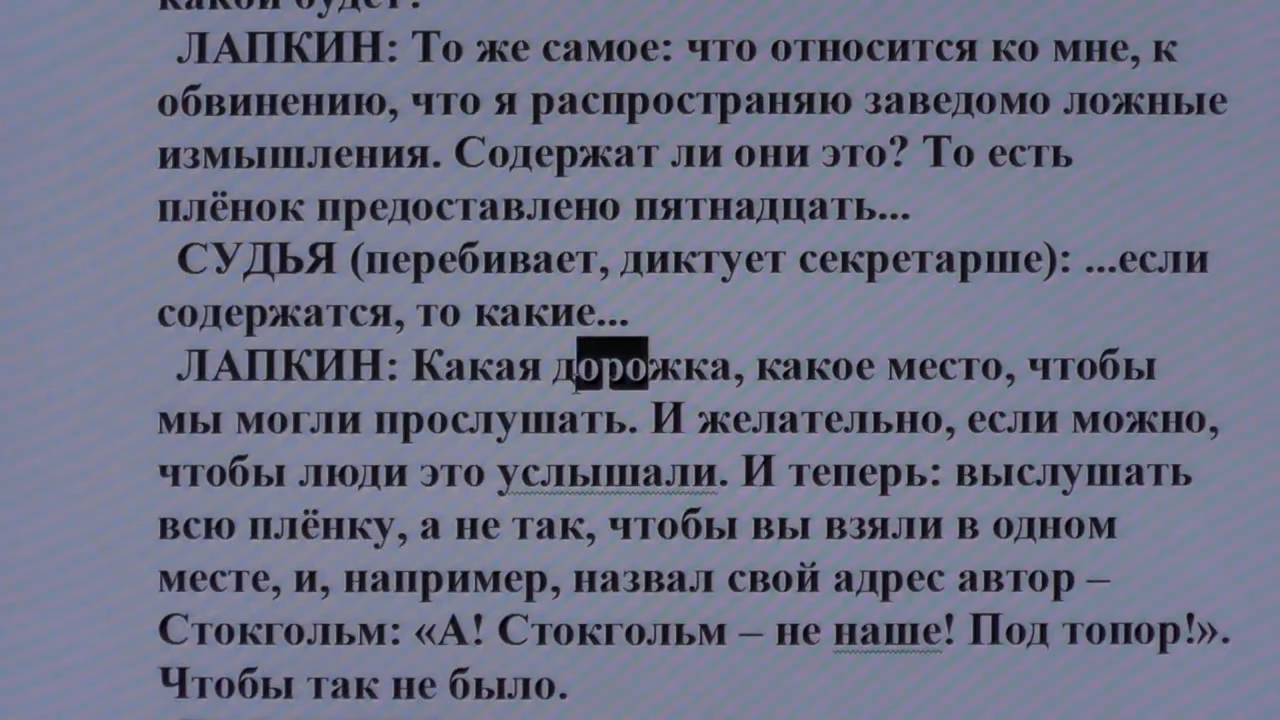 какой будет?
ЛАПКИН: То же самое: что относится ко мне, к
обвинению, что я распространяю заведомо ложные
измышления. Содержат ли они это? То есть
плёнок предоставлено пятнадцать...
СУДЬЯ (перебивает, диктует секретарше): ...если
содержатся, то какие...
ЛАПКИН: Какая дорожка, какое место, чтобы
мы могли прослушать. И желательно, если можно,
чтобы люди это услышали. И теперь: выслушать
всю плёнку, а не так, чтобы вы взяли в одном
месте, и, например, назвал свой адрес автор –
Стокгольм: «А! Стокгольм – не наше! Под топор!».
Чтобы так не было.